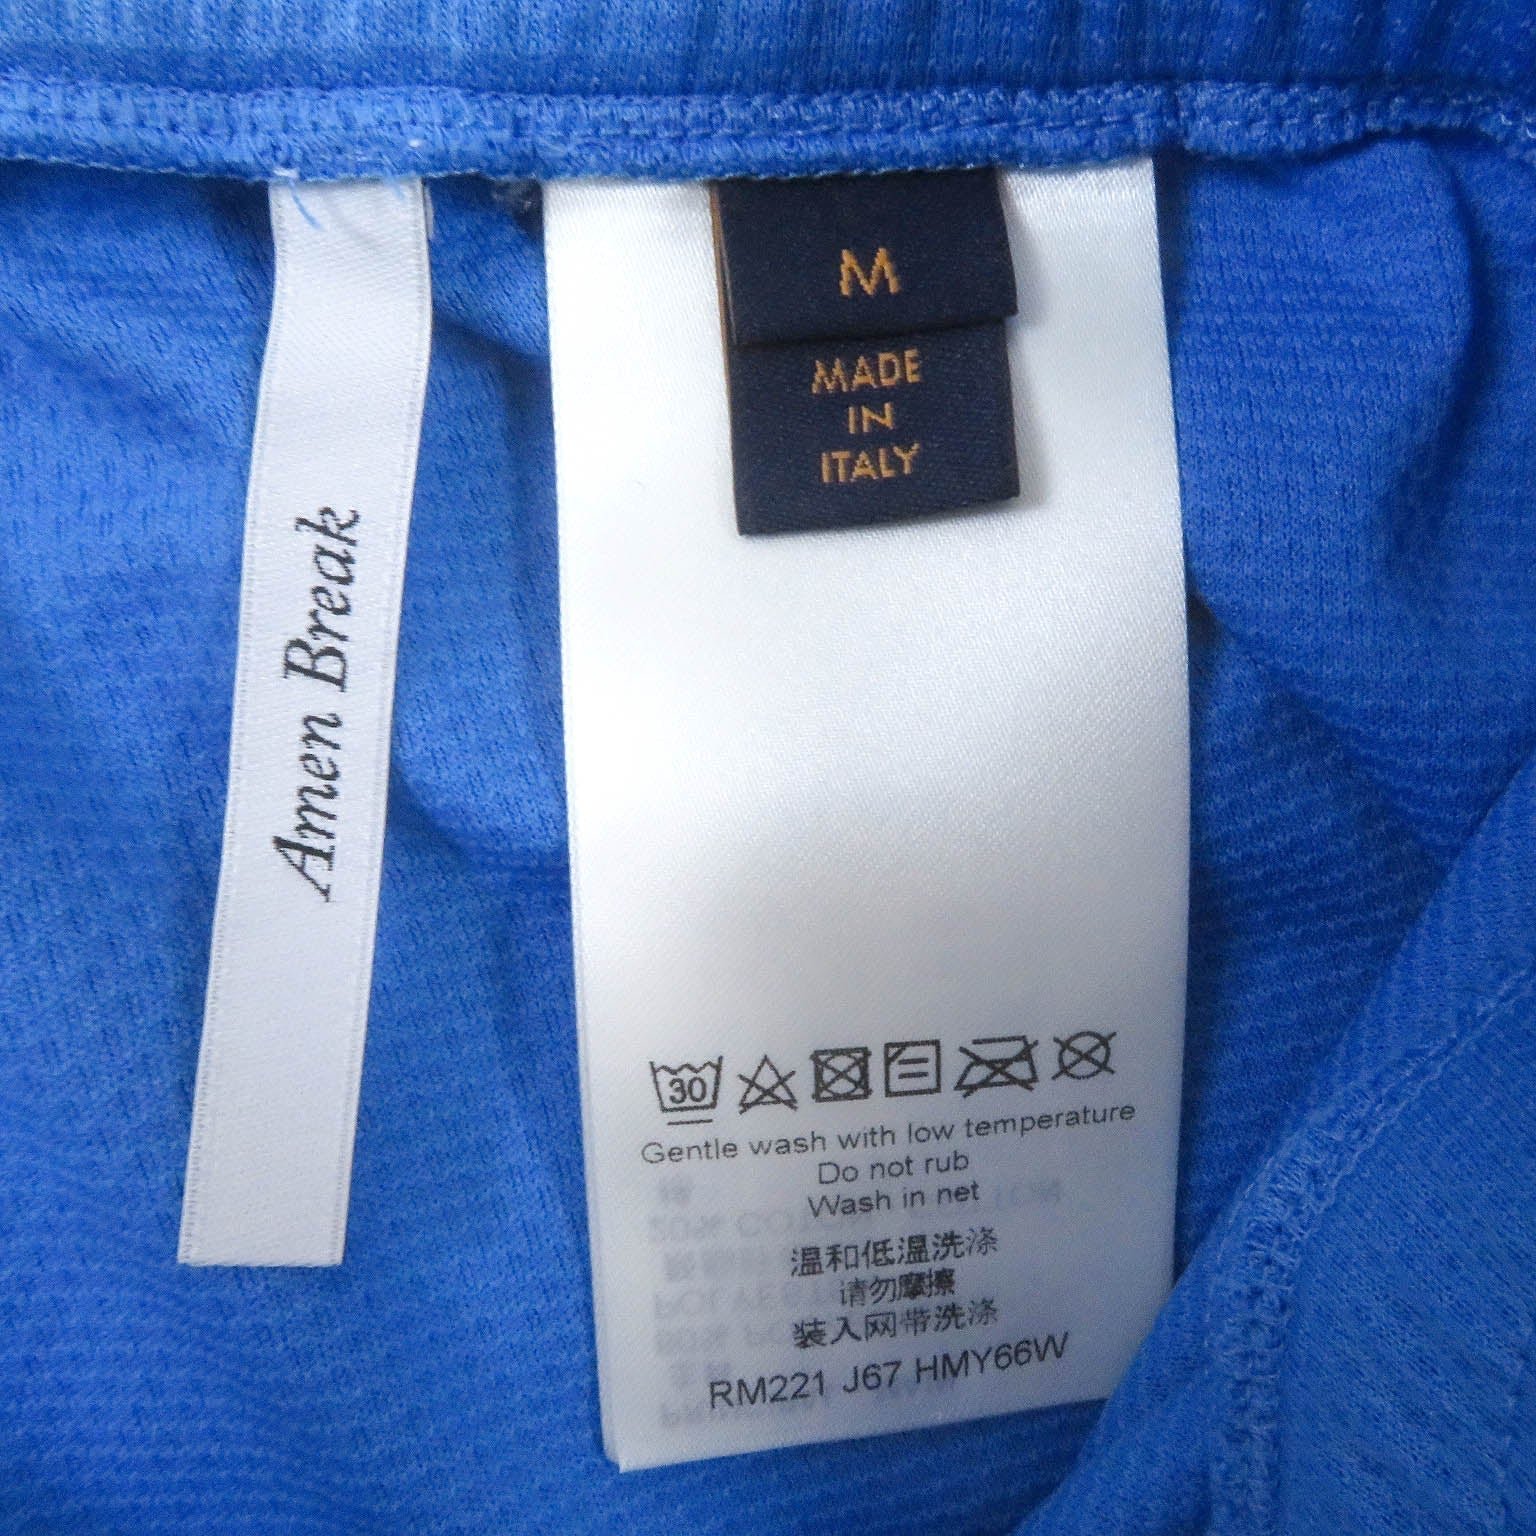 Amen Break
M
MADE
IN
ITALY
30
Gentle wash with low temperature
Do not rub
Wash in net
温和低温洗涤
请勿摩擦
装入网带洗涤
RM221 J67 HMY66W